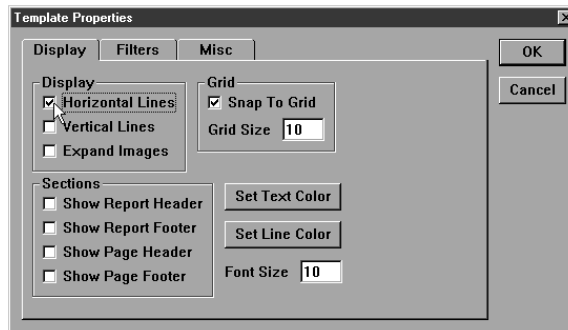 Template Properties
Display Filters Misc
OK
Cancel
Display
Horizontal Lines
Vertical Lines
Expand Images
Grid
Snap To Grid
Grid Size 10
Sections
Show Report Header
Show Report Footer
Show Page Header
Show Page Footer
Set Text Color
Set Line Color
Font Size 10